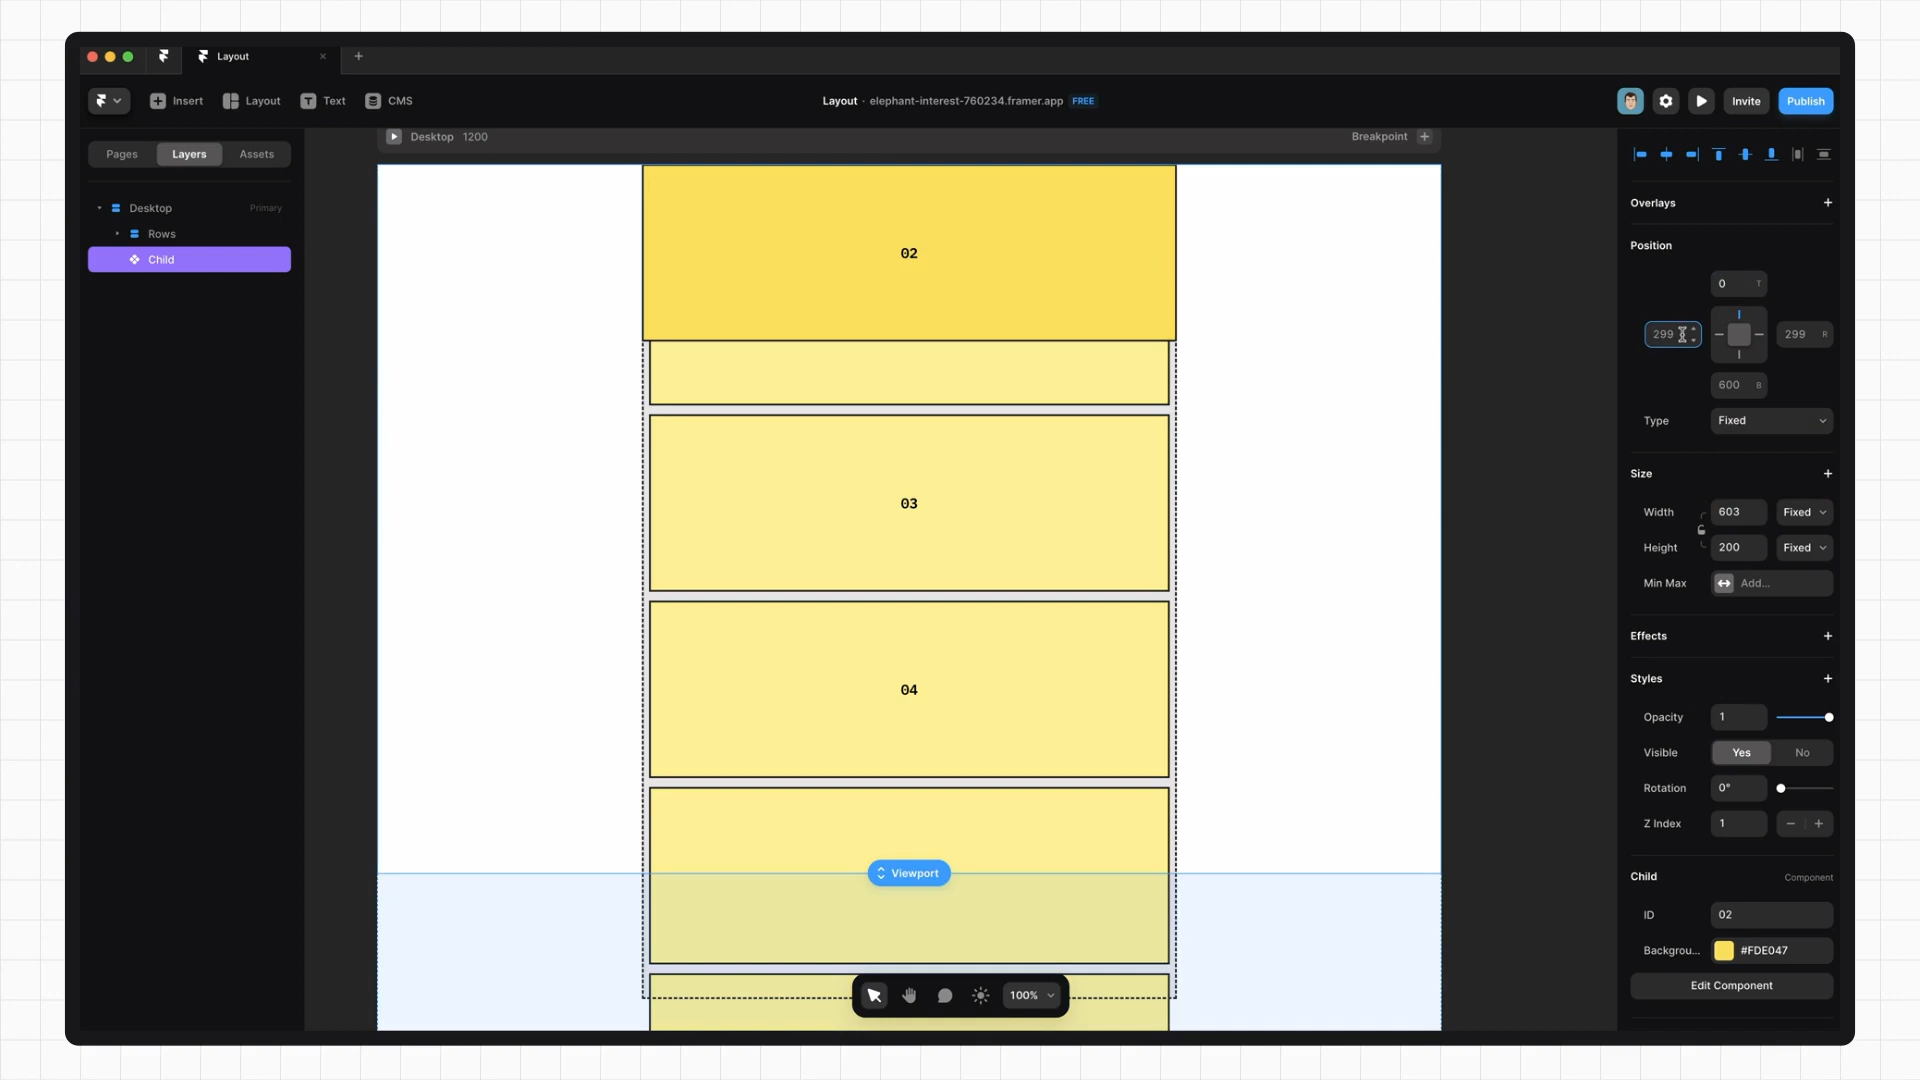 Layout
Insert
Layout
Text
CMS
Layout · elephant-interest-760234.framer.app FREE
Invite
Publish
Pages
Layers
Assets
Desktop
Primary
Rows
Child
Desktop 1200
Breakpoint
02
03
04
Viewport
100%
Overlays
Position
0 T
299
299 R
600 B
Type
Fixed
Size
Width
603
Fixed
Height
200
Fixed
Min Max
Add...
Effects
Styles
Opacity
1
Visible
Yes
No
Rotation
0°
Z Index
1
Child
Component
ID
02
Backgrou...
#FDE047
Edit Component